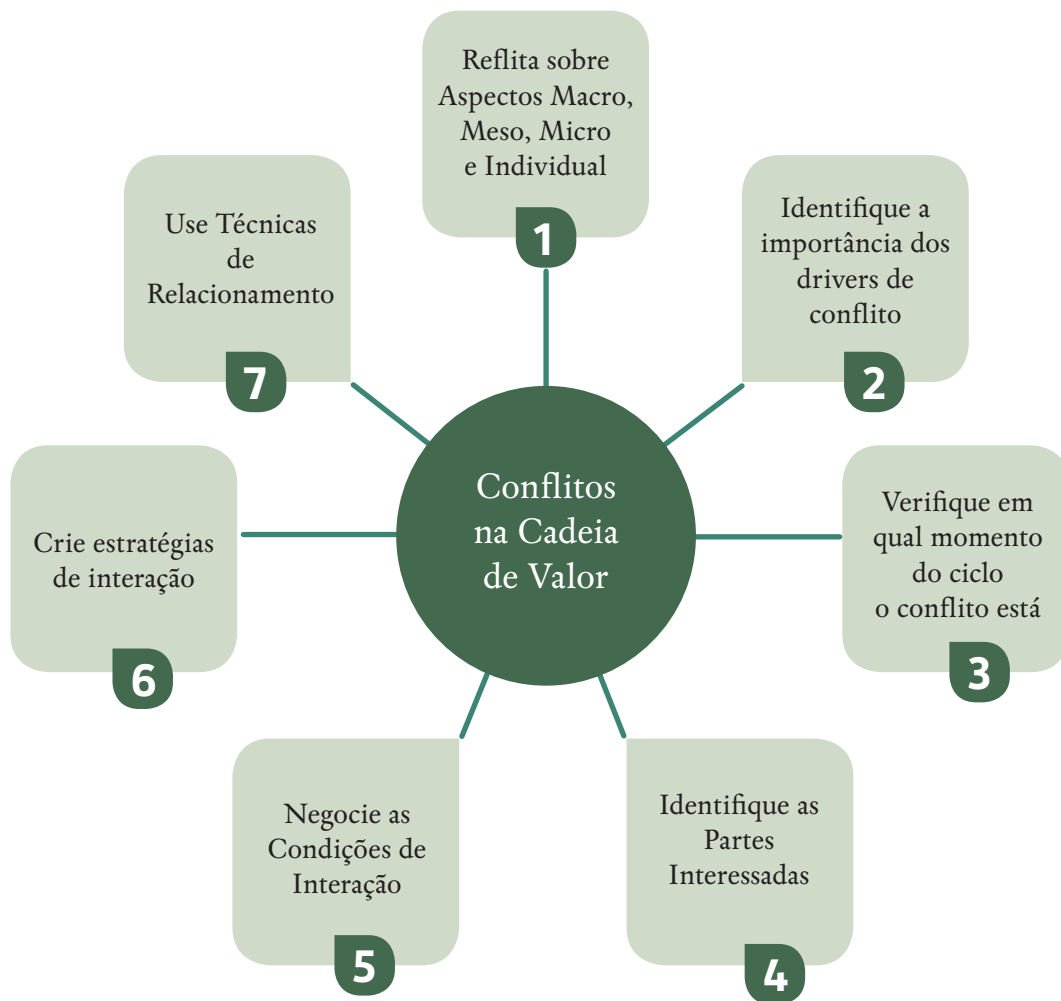 Reflita sobre
Aspectos Macro,
Meso, Micro
e Individual
1
Identifique a
importância dos
drivers de
conflito
2
Verifique em
qual momento
do ciclo
o conflito está
3
Identifique as
Partes
Interessadas
4
Negocie as
Condições de
Interação
5
Crie estratégias
de interação
6
Use Técnicas
de
Relacionamento
7
Conflitos
na Cadeia
de Valor